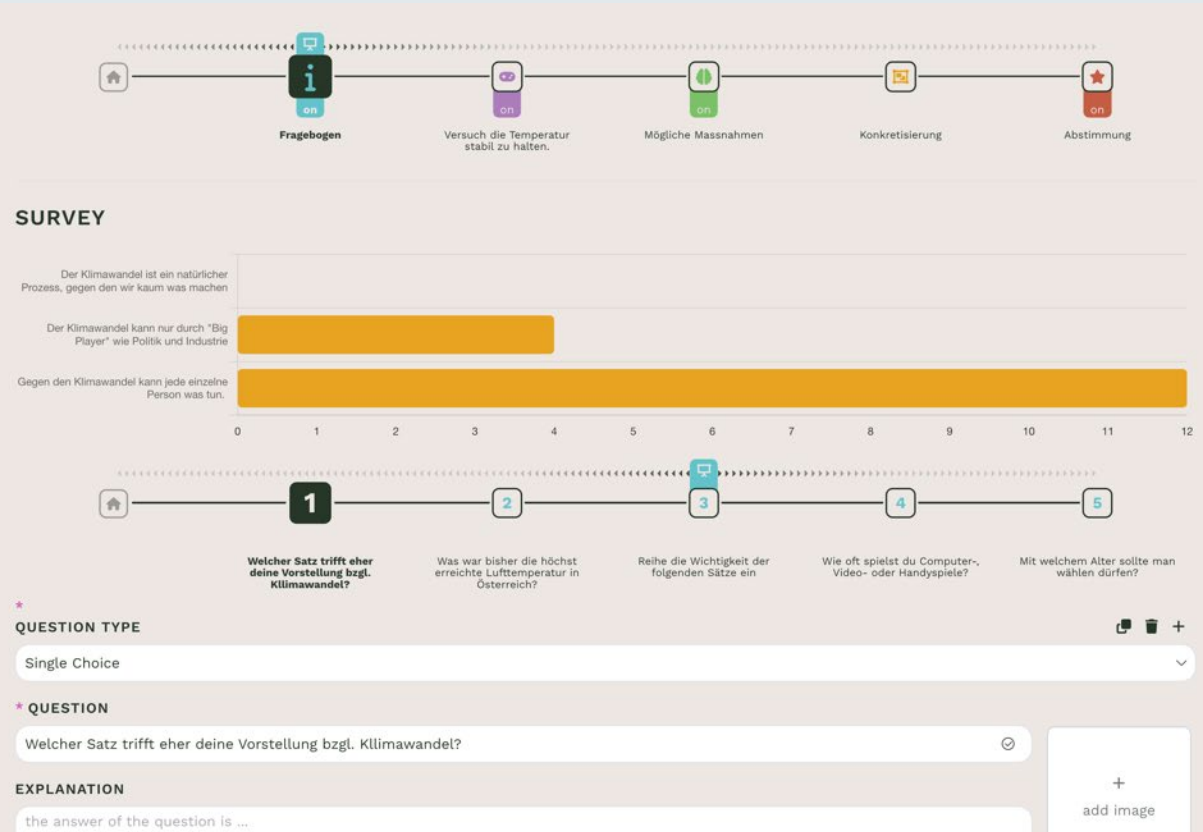 i
on
on
on
on
Fragebogen
Versuch die Temperatur
stabil zu halten.
Mögliche Massnahmen
Konkretisierung
Abstimmung
SURVEY
Der Klimawandel ist ein natürlicher
Prozess, gegen den wir kaum was machen
Der Klimawandel kann nur durch "Big
Player" wie Politik und Industrie
Gegen den Klimawandel kann jede einzelne
Person was tun.
0 1 2 3 4 5 6 7 8 9 10 11 12
1 2 3 4 5
Welcher Satz trifft eher
deine Vorstellung bzgl.
Kllimawandel?
Was war bisher die höchst
erreichte Lufttemperatur in
Österreich?
Reihe die Wichtigkeit der
folgenden Sätze ein
Wie oft spielst du Computer-,
Video- oder Handyspiele?
Mit welchem Alter sollte man
wählen dürfen?
*
QUESTION TYPE
+
Single Choice
* QUESTION
Welcher Satz trifft eher deine Vorstellung bzgl. Kllimawandel?
EXPLANATION
the answer of the question is ...
+
add image